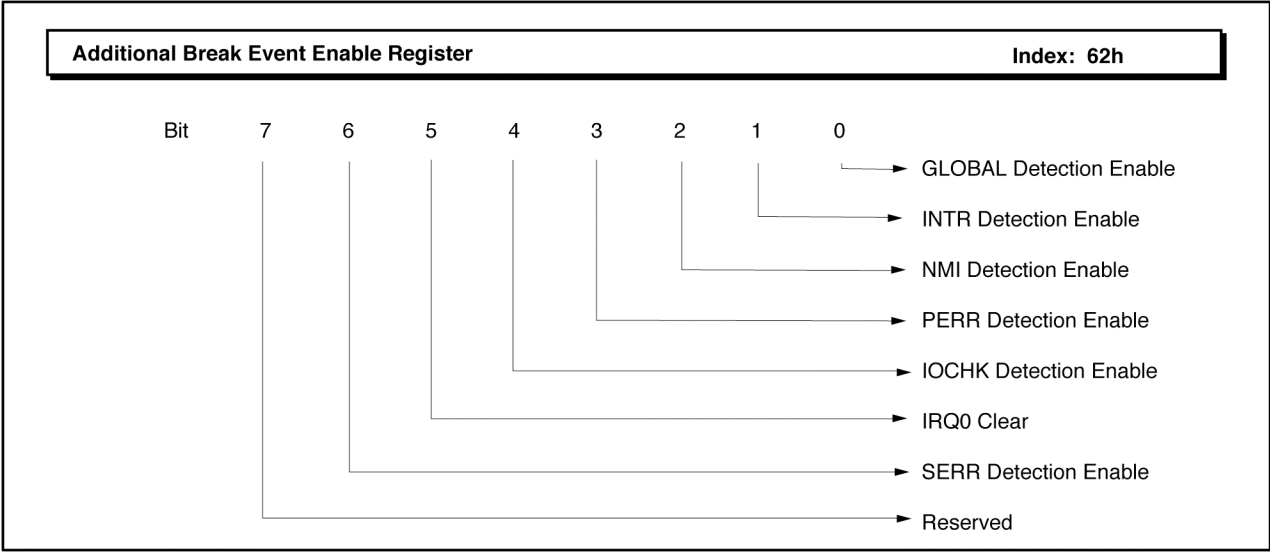 Additional Break Event Enable Register Index: 62h
Bit 7 6 5 4 3 2 1 0
GLOBAL Detection Enable
INTR Detection Enable
NMI Detection Enable
PERR Detection Enable
IOCHK Detection Enable
IRQ0 Clear
SERR Detection Enable
Reserved